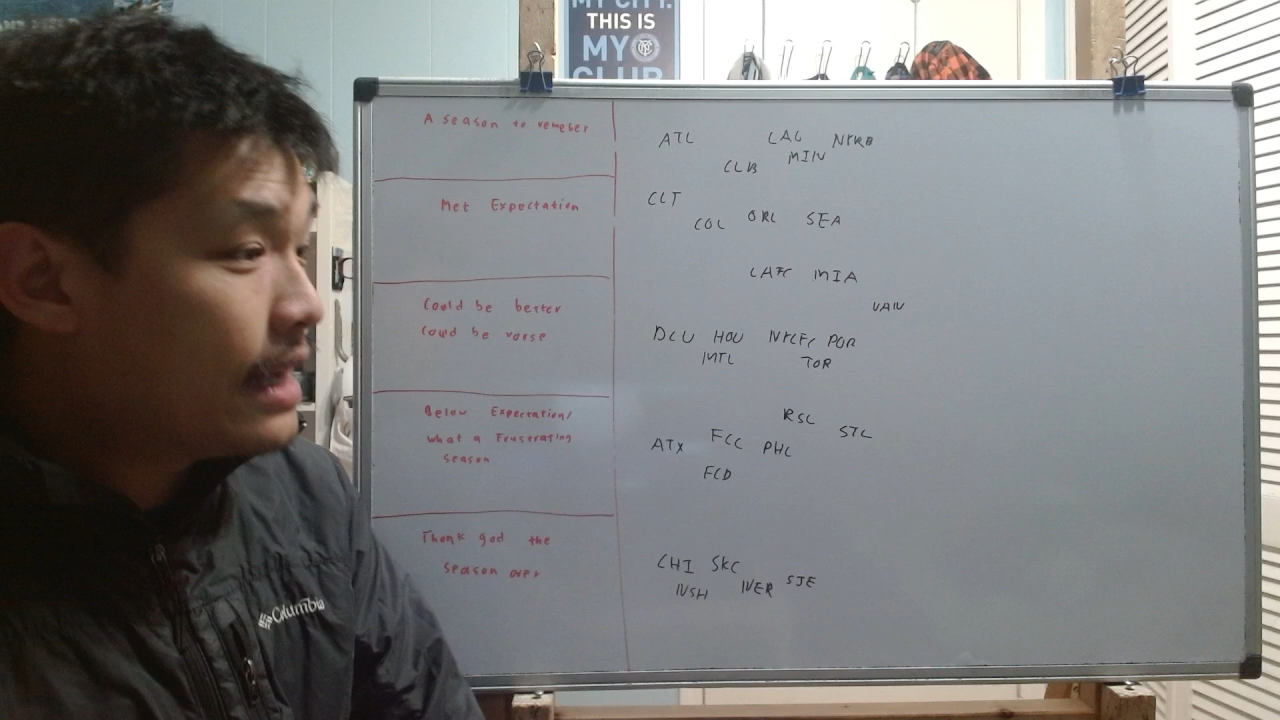 MY CITY.
THIS IS
MY
CLUB
A season to remeber
ATL LAG NYRB
CLB MIN
Met Expectation
CLT
COL ORL SEA
LAFC MIA
VAN
Could be better
Could be worse
DCU HOU NYCFC POR
MTL TOR
Below Expectation/
what a Frustrating
season
RSL
STL
ATX FCC PHL
FCD
Thank god the
season over
CHI SKC
NSH NER SJE
Columbia